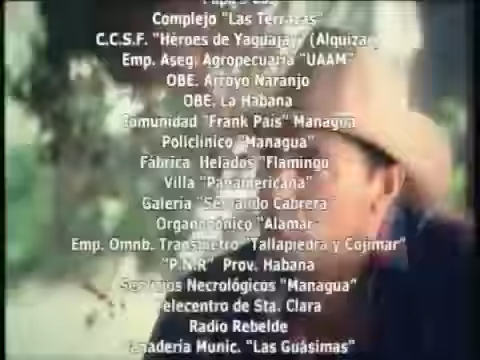 Complejo "Las Terrazas"
C.C.S.F. "Héroes de Yaguajay" (Alquizar)
Emp. Aseg. Agropecuaria "UAAM"
OBE. Arroyo Naranjo
OBE. La Habana
Comunidad "Frank País" Managua
Policlínico "Managua"
Fábrica Helados "Flamingo
Villa "Panamericana"
Galería "Servando Cabrera"
Organopónico "Alamar"
Emp. Omnb. Transmetro "Tallapiedra y Cojímar"
"P.N.R" Prov. Habana
Servicios Necrológicos "Managua"
Telecentro de Sta. Clara
Radio Rebelde
Ganadería Munic. "Las Guásimas"